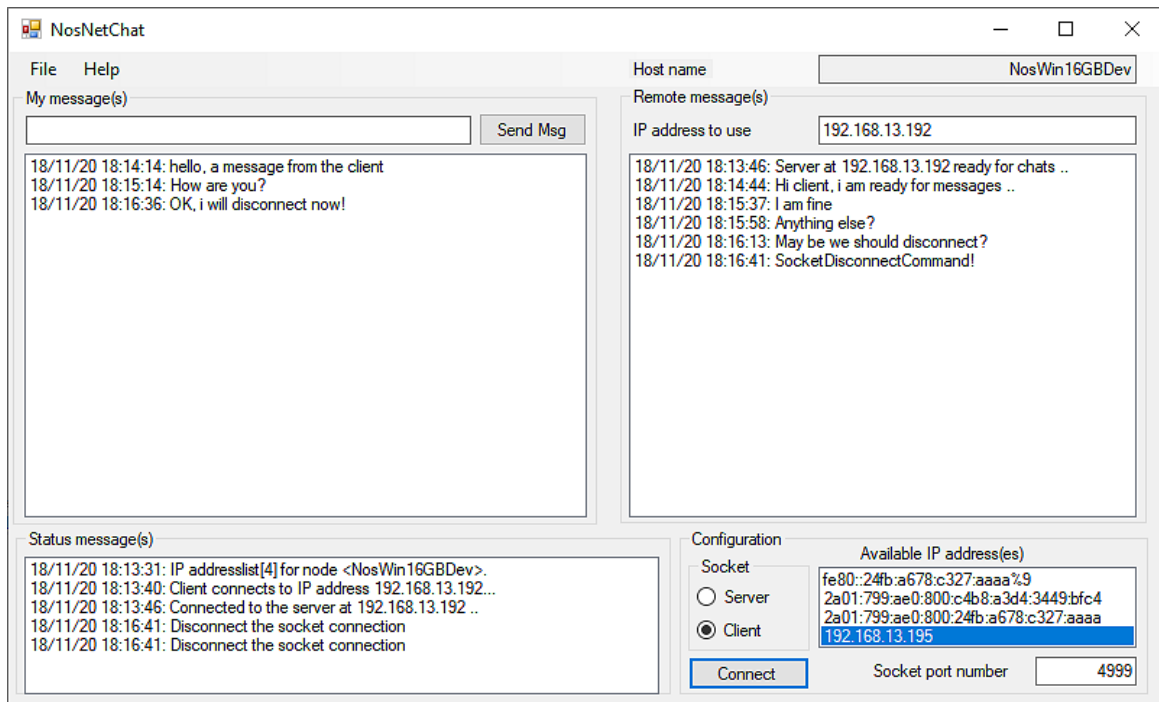 NosNetChat
File Help Host name NosWin16GBDev
My message(s)
Send Msg
18/11/20 18:14:14: hello, a message from the client
18/11/20 18:15:14: How are you?
18/11/20 18:16:36: OK, i will disconnect now!
Remote message(s)
IP address to use 192.168.13.192
18/11/20 18:13:46: Server at 192.168.13.192 ready for chats ..
18/11/20 18:14:44: Hi client, i am ready for messages ..
18/11/20 18:15:37: I am fine
18/11/20 18:15:58: Anything else?
18/11/20 18:16:13: May be we should disconnect?
18/11/20 18:16:41: SocketDisconnectCommand!
Status message(s)
18/11/20 18:13:31: IP addresslist[4] for node <NosWin16GBDev>.
18/11/20 18:13:40: Client connects to IP address 192.168.13.192...
18/11/20 18:13:46: Connected to the server at 192.168.13.192 ..
18/11/20 18:16:41: Disconnect the socket connection
18/11/20 18:16:41: Disconnect the socket connection
Configuration
Socket
Server
Client
Connect
Available IP address(es)
fe80::24fb:a678:c327:aaaa%9
2a01:799:ae0:800:c4b8:a3d4:3449:bfc4
2a01:799:ae0:800:24fb:a678:c327:aaaa
192.168.13.195
Socket port number 4999